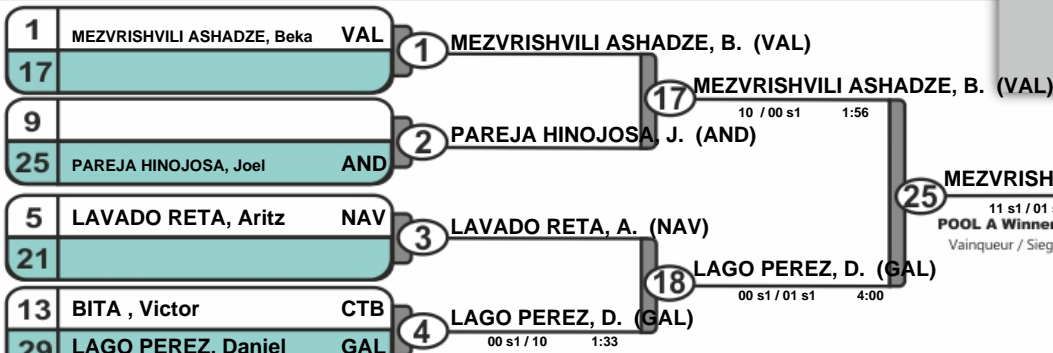 1 MEZVRISHVILI ASHADZE, Beka VAL
17
1 MEZVRISHVILI ASHADZE, B. (VAL)
9
25 PAREJA HINOJOSA, Joel AND
2 PAREJA HINOJOSA, J. (AND)
17 MEZVRISHVILI ASHADZE, B. (VAL)
10 / 00 s1 1:56
5 LAVADO RETA, Aritz NAV
21
3 LAVADO RETA, A. (NAV)
13 BITA , Victor CTB
29 LAGO PEREZ, Daniel GAL
4 LAGO PEREZ, D. (GAL)
00 s1 / 10 1:33
18 LAGO PEREZ, D. (GAL)
00 s1 / 01 s1 4:00
25 MEZVRISH
11 s1 / 01
POOL A Winner
Vainqueur / Sieg